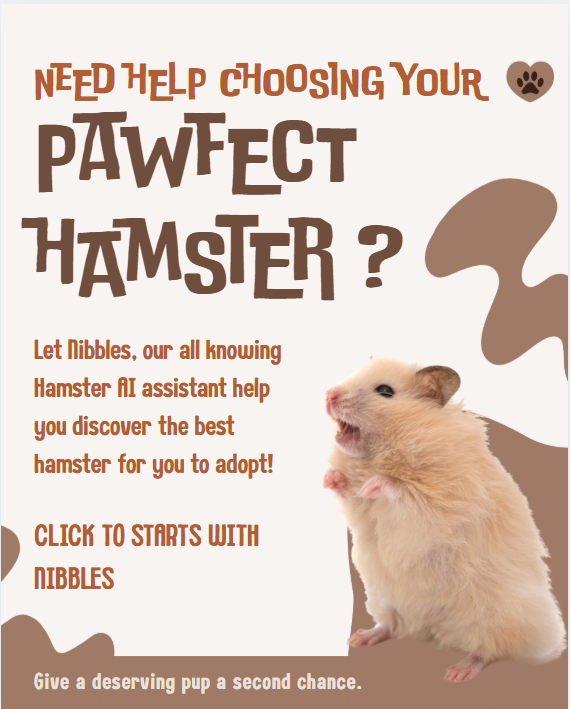 NEED HELP CHOOSING YOUR
PAWFECT
HAMSTER ?
Let Nibbles, our all knowing
Hamster AI assistant help
you discover the best
hamster for you to adopt!
CLICK TO STARTS WITH
NIBBLES
Give a deserving pup a second chance.